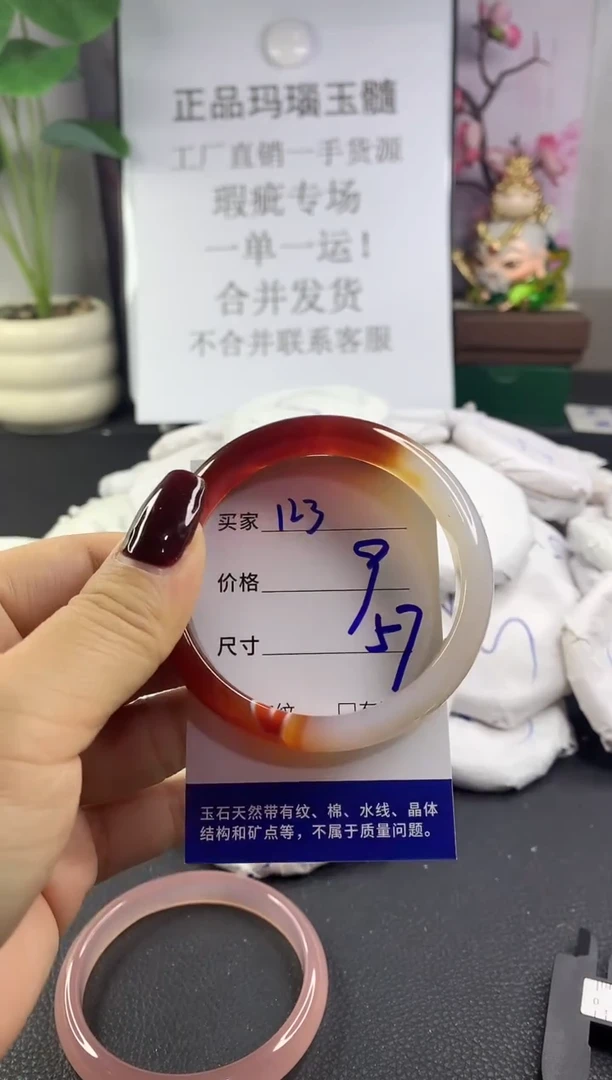 正品玛瑙玉髓
工厂直销一手货源
瑕疵专场
一单一运！
合并发货
不合并联系客服
买家 123
价格 9
尺寸 57
纹 口
玉石天然带有纹、棉、水线、晶体
结构和矿点等，不属于质量问题。